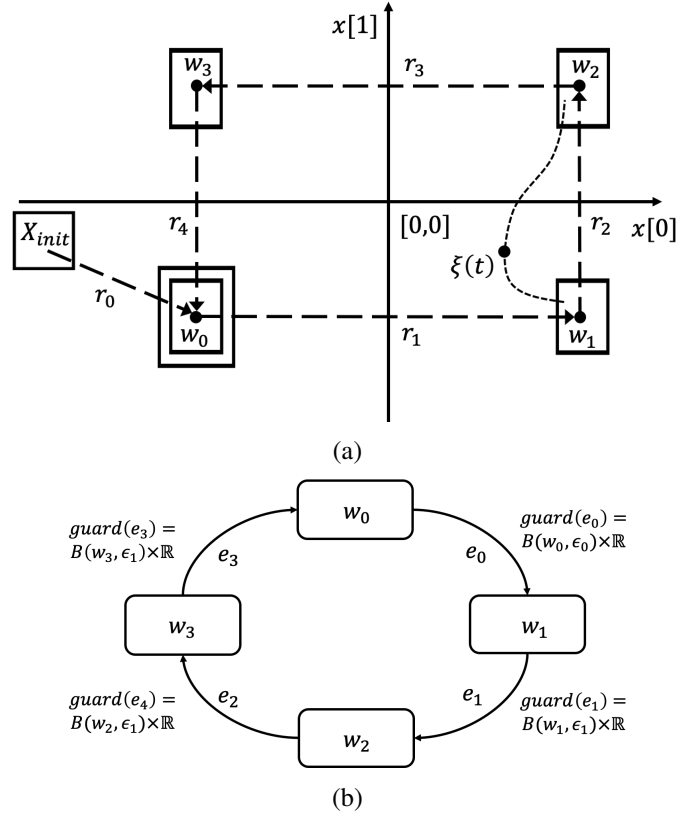 x[1]
w₃
r₃
w₂
X_init
r₄
[0,0]
r₂
x[0]
ξ(t)
r₀
w₀
r₁
w₁
(a)
w₀
guard(e₃) =
B(w₃,ϵ₁)×ℝ
guard(e₀) =
B(w₀,ϵ₀)×ℝ
e₃
e₀
w₃
w₁
guard(e₄) =
B(w₂,ϵ₁)×ℝ
e₂
e₁
guard(e₁) =
B(w₁,ϵ₁)×ℝ
w₂
(b)